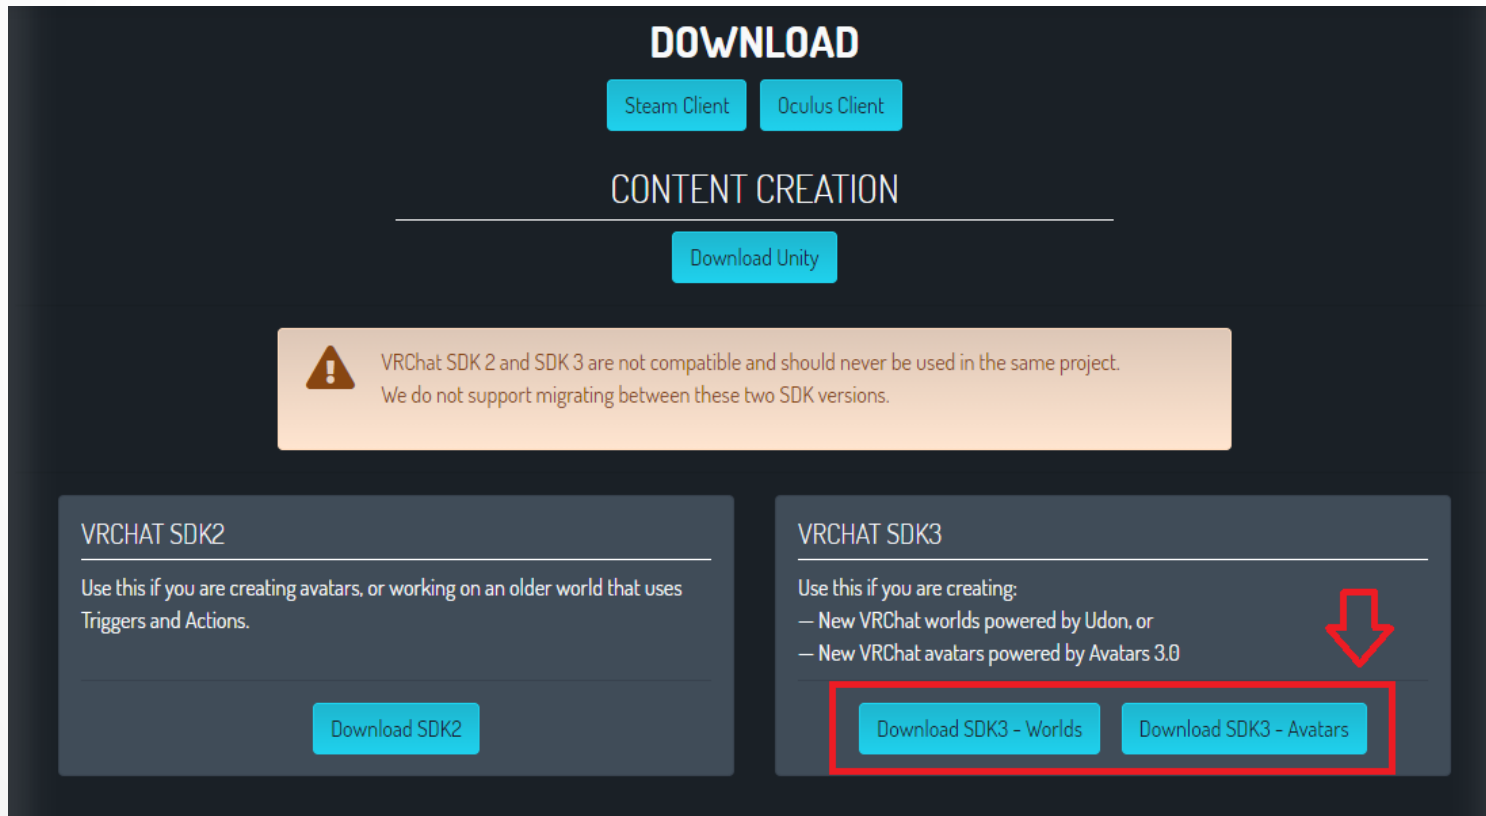 DOWNLOAD
Steam Client
Oculus Client
CONTENT CREATION
Download Unity
VRChat SDK 2 and SDK 3 are not compatible and should never be used in the same project.
We do not support migrating between these two SDK versions.
VRCHAT SDK2
Use this if you are creating avatars, or working on an older world that uses
Triggers and Actions.
Download SDK2
VRCHAT SDK3
Use this if you are creating:
— New VRChat worlds powered by Udon, or
— New VRChat avatars powered by Avatars 3.0
Download SDK3 - Worlds
Download SDK3 - Avatars